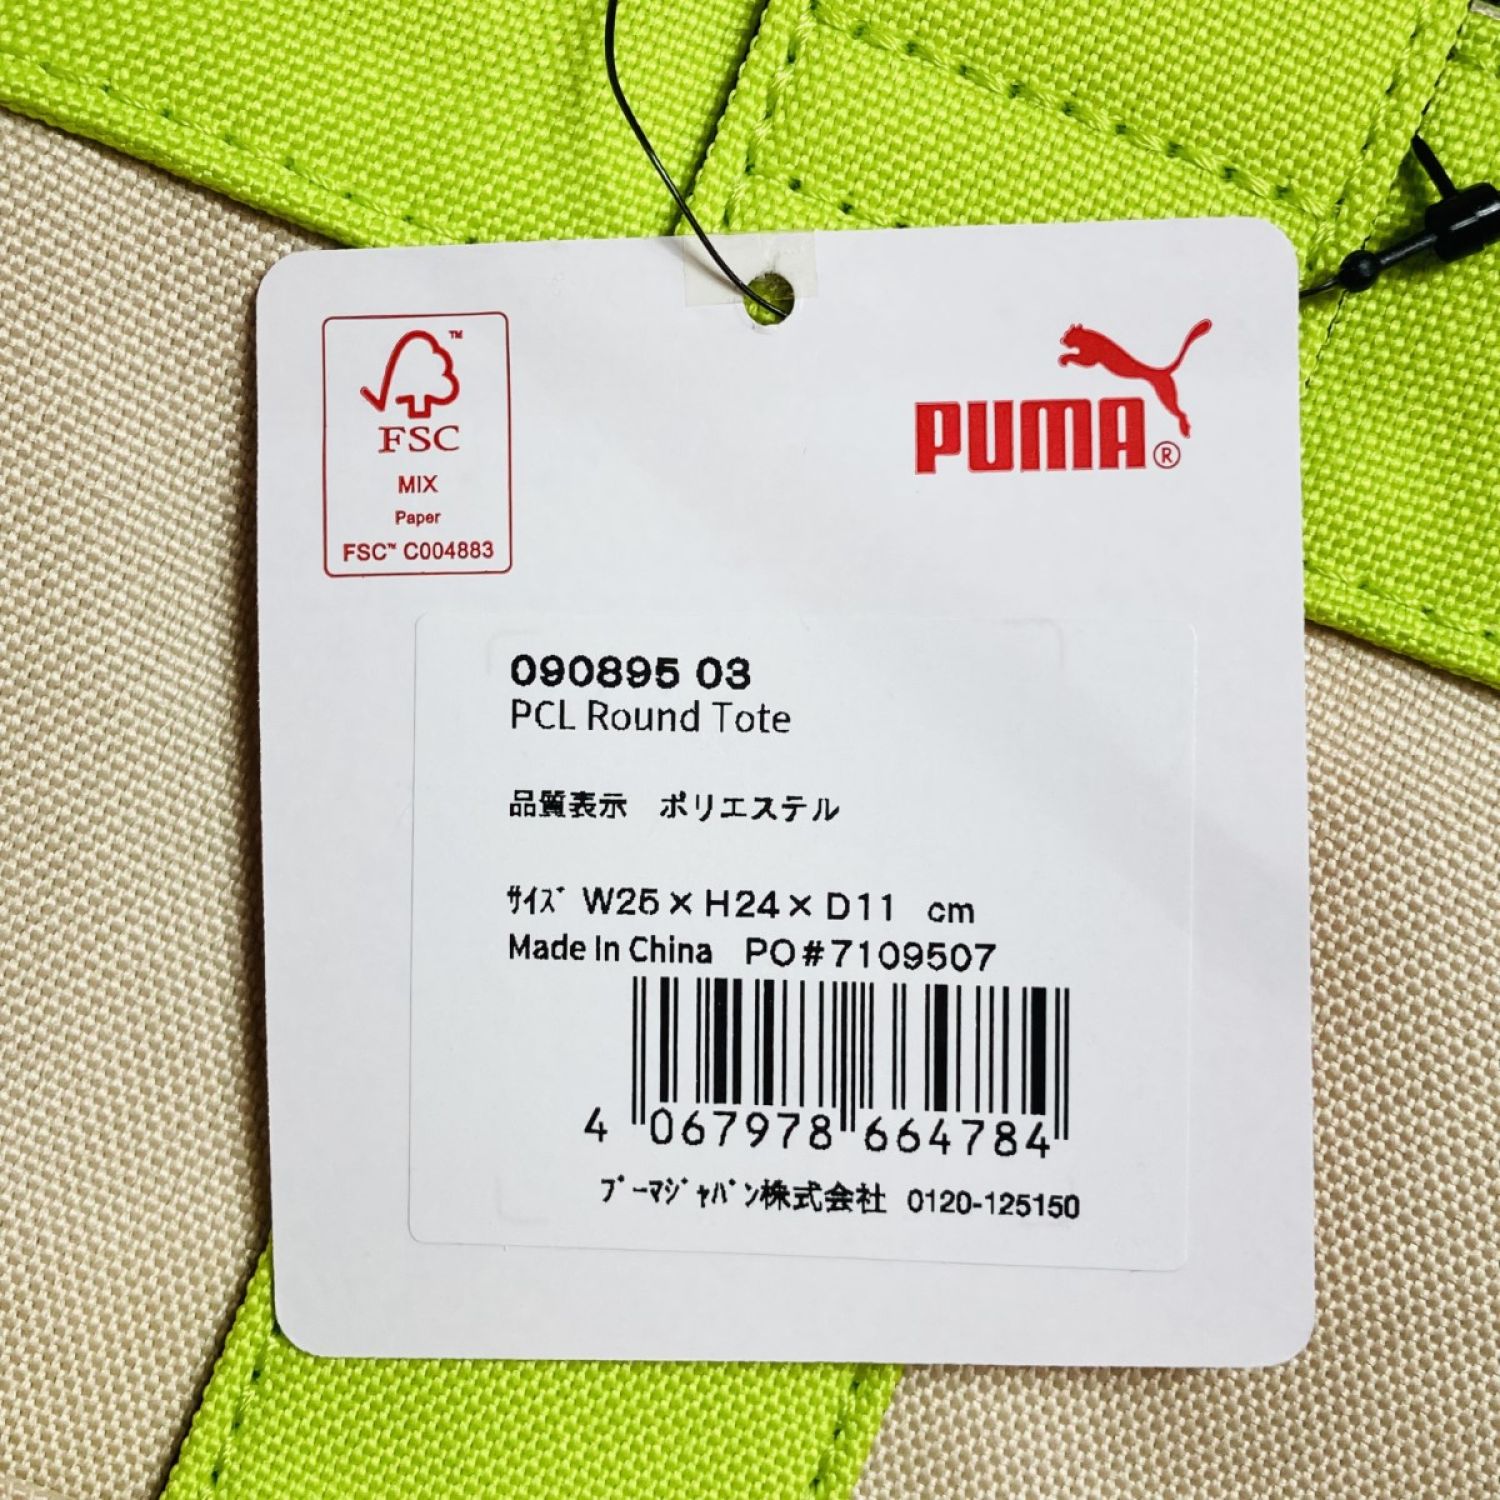 TM
FSC
MIX
Paper
FSC™ C004883
PUMA®
090895 03
PCL Round Tote
品質表示　ポリエステル
ｻｲｽﾞ W25×H24×D11 cm
Made In China PO#7109507
4 067978 664784
ﾌﾟｰﾏｼﾞｬﾊﾟﾝ株式会社 0120-125150